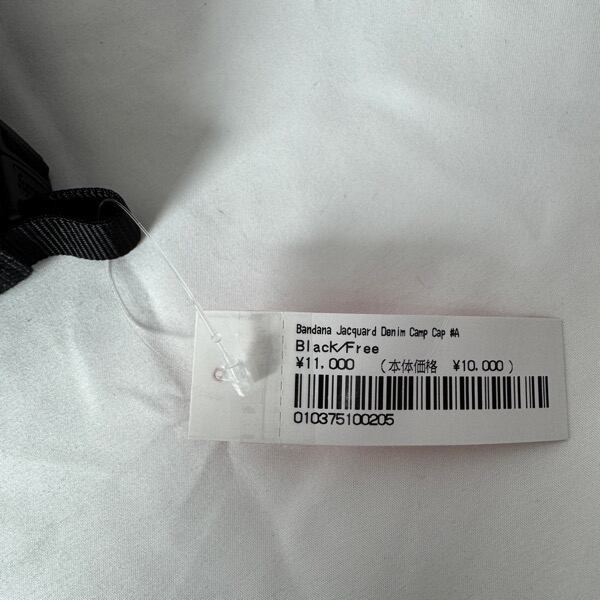 Bandana Jacquard Denim Camp Cap #A
Black/Free
¥11,000 (本体価格 ¥10,000)
010375100205